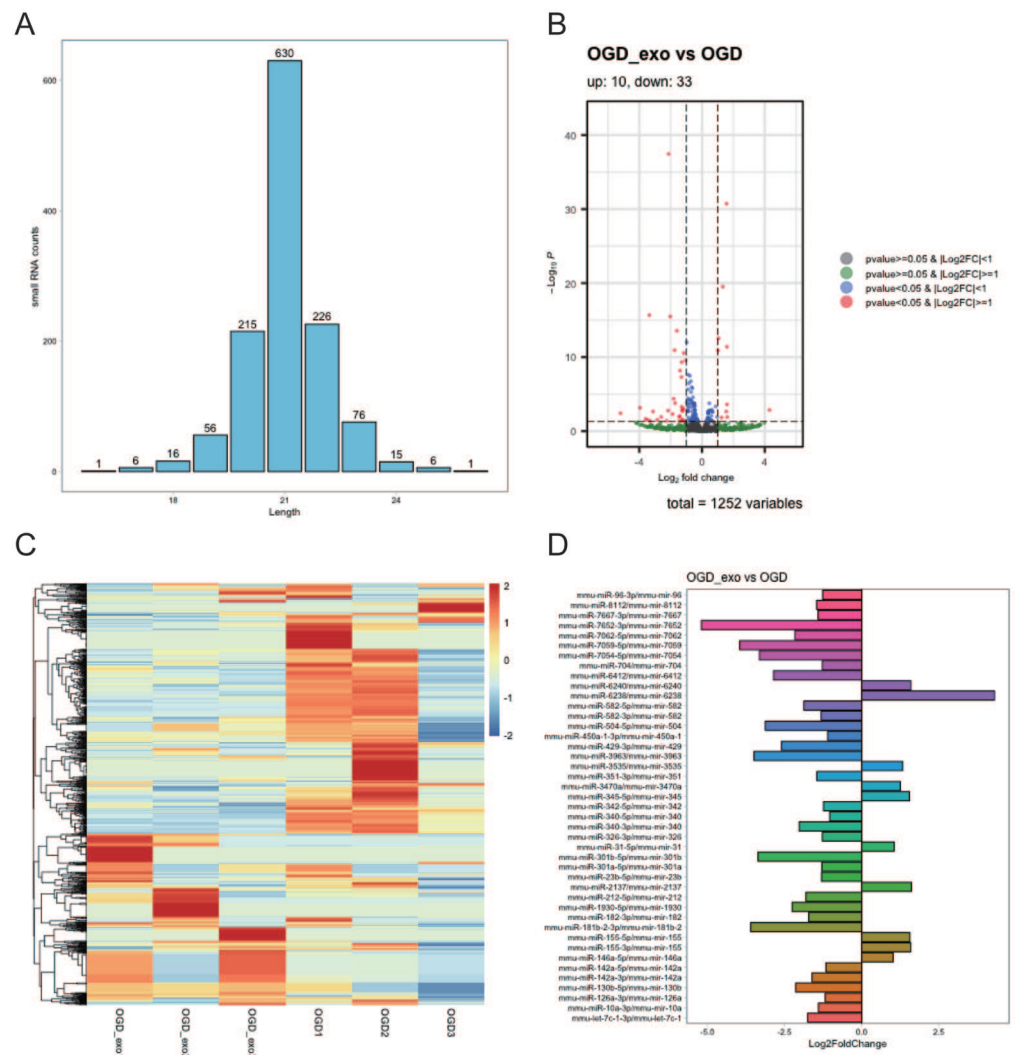 A
630
600
400
226
215
200
76
56
16
15
6
6
1
1
0
18
21
24
small RNA counts
Length
B
OGD_exo vs OGD
up: 10, down: 33
40
30
20
10
0
-4
0
4
−Log10 P
Log2 fold change
total = 1252 variables
pvalue>=0.05 & |Log2FC|<1
pvalue>=0.05 & |Log2FC|>=1
pvalue<0.05 & |Log2FC|<1
pvalue<0.05 & |Log2FC|>=1
C
2
1
0
-1
-2
OGD_exo
OGD_exo
OGD_exo
OGD1
OGD2
OGD3
D
OGD_exo vs OGD
mmu-miR-96-3p/mmu-mir-96
mmu-miR-8112/mmu-mir-8112
mmu-miR-7667-3p/mmu-mir-7667
mmu-miR-7652-3p/mmu-mir-7652
mmu-miR-7062-5p/mmu-mir-7062
mmu-miR-7059-5p/mmu-mir-7059
mmu-miR-7054-5p/mmu-mir-7054
mmu-miR-704/mmu-mir-704
mmu-miR-6412/mmu-mir-6412
mmu-miR-6240/mmu-mir-6240
mmu-miR-6238/mmu-mir-6238
mmu-miR-582-5p/mmu-mir-582
mmu-miR-582-3p/mmu-mir-582
mmu-miR-504-5p/mmu-mir-504
mmu-miR-450a-1-3p/mmu-mir-450a-1
mmu-miR-429-3p/mmu-mir-429
mmu-miR-3963/mmu-mir-3963
mmu-miR-3535/mmu-mir-3535
mmu-miR-351-3p/mmu-mir-351
mmu-miR-3470a/mmu-mir-3470a
mmu-miR-345-5p/mmu-mir-345
mmu-miR-342-5p/mmu-mir-342
mmu-miR-340-5p/mmu-mir-340
mmu-miR-340-3p/mmu-mir-340
mmu-miR-326-3p/mmu-mir-326
mmu-miR-31-5p/mmu-mir-31
mmu-miR-301b-5p/mmu-mir-301b
mmu-miR-301a-5p/mmu-mir-301a
mmu-miR-23b-5p/mmu-mir-23b
mmu-miR-2137/mmu-mir-2137
mmu-miR-212-5p/mmu-mir-212
mmu-miR-1930-5p/mmu-mir-1930
mmu-miR-182-3p/mmu-mir-182
mmu-miR-181b-2-3p/mmu-mir-181b-2
mmu-miR-155-5p/mmu-mir-155
mmu-miR-155-3p/mmu-mir-155
mmu-miR-146a-5p/mmu-mir-146a
mmu-miR-142a-5p/mmu-mir-142a
mmu-miR-142a-3p/mmu-mir-142a
mmu-miR-130b-5p/mmu-mir-130b
mmu-miR-126a-3p/mmu-mir-126a
mmu-miR-10a-3p/mmu-mir-10a
mmu-let-7c-1-3p/mmu-let-7c-1
-5.0
-2.5
0.0
2.5
Log2FoldChange